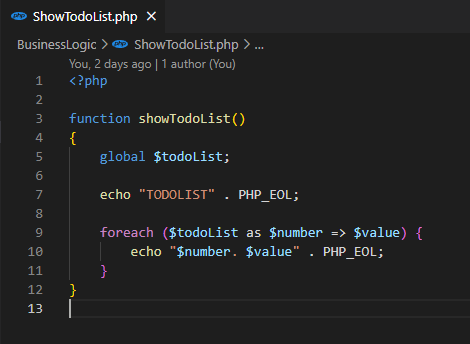 php ShowTodoList.php ×
BusinessLogic > php ShowTodoList.php > ...
You, 2 days ago | 1 author (You)
1 <?php
2
3 function showTodoList()
4 {
5     global $todoList;
6
7     echo "TODOLIST" . PHP_EOL;
8
9     foreach ($todoList as $number => $value) {
10         echo "$number. $value" . PHP_EOL;
11     }
12 }
13